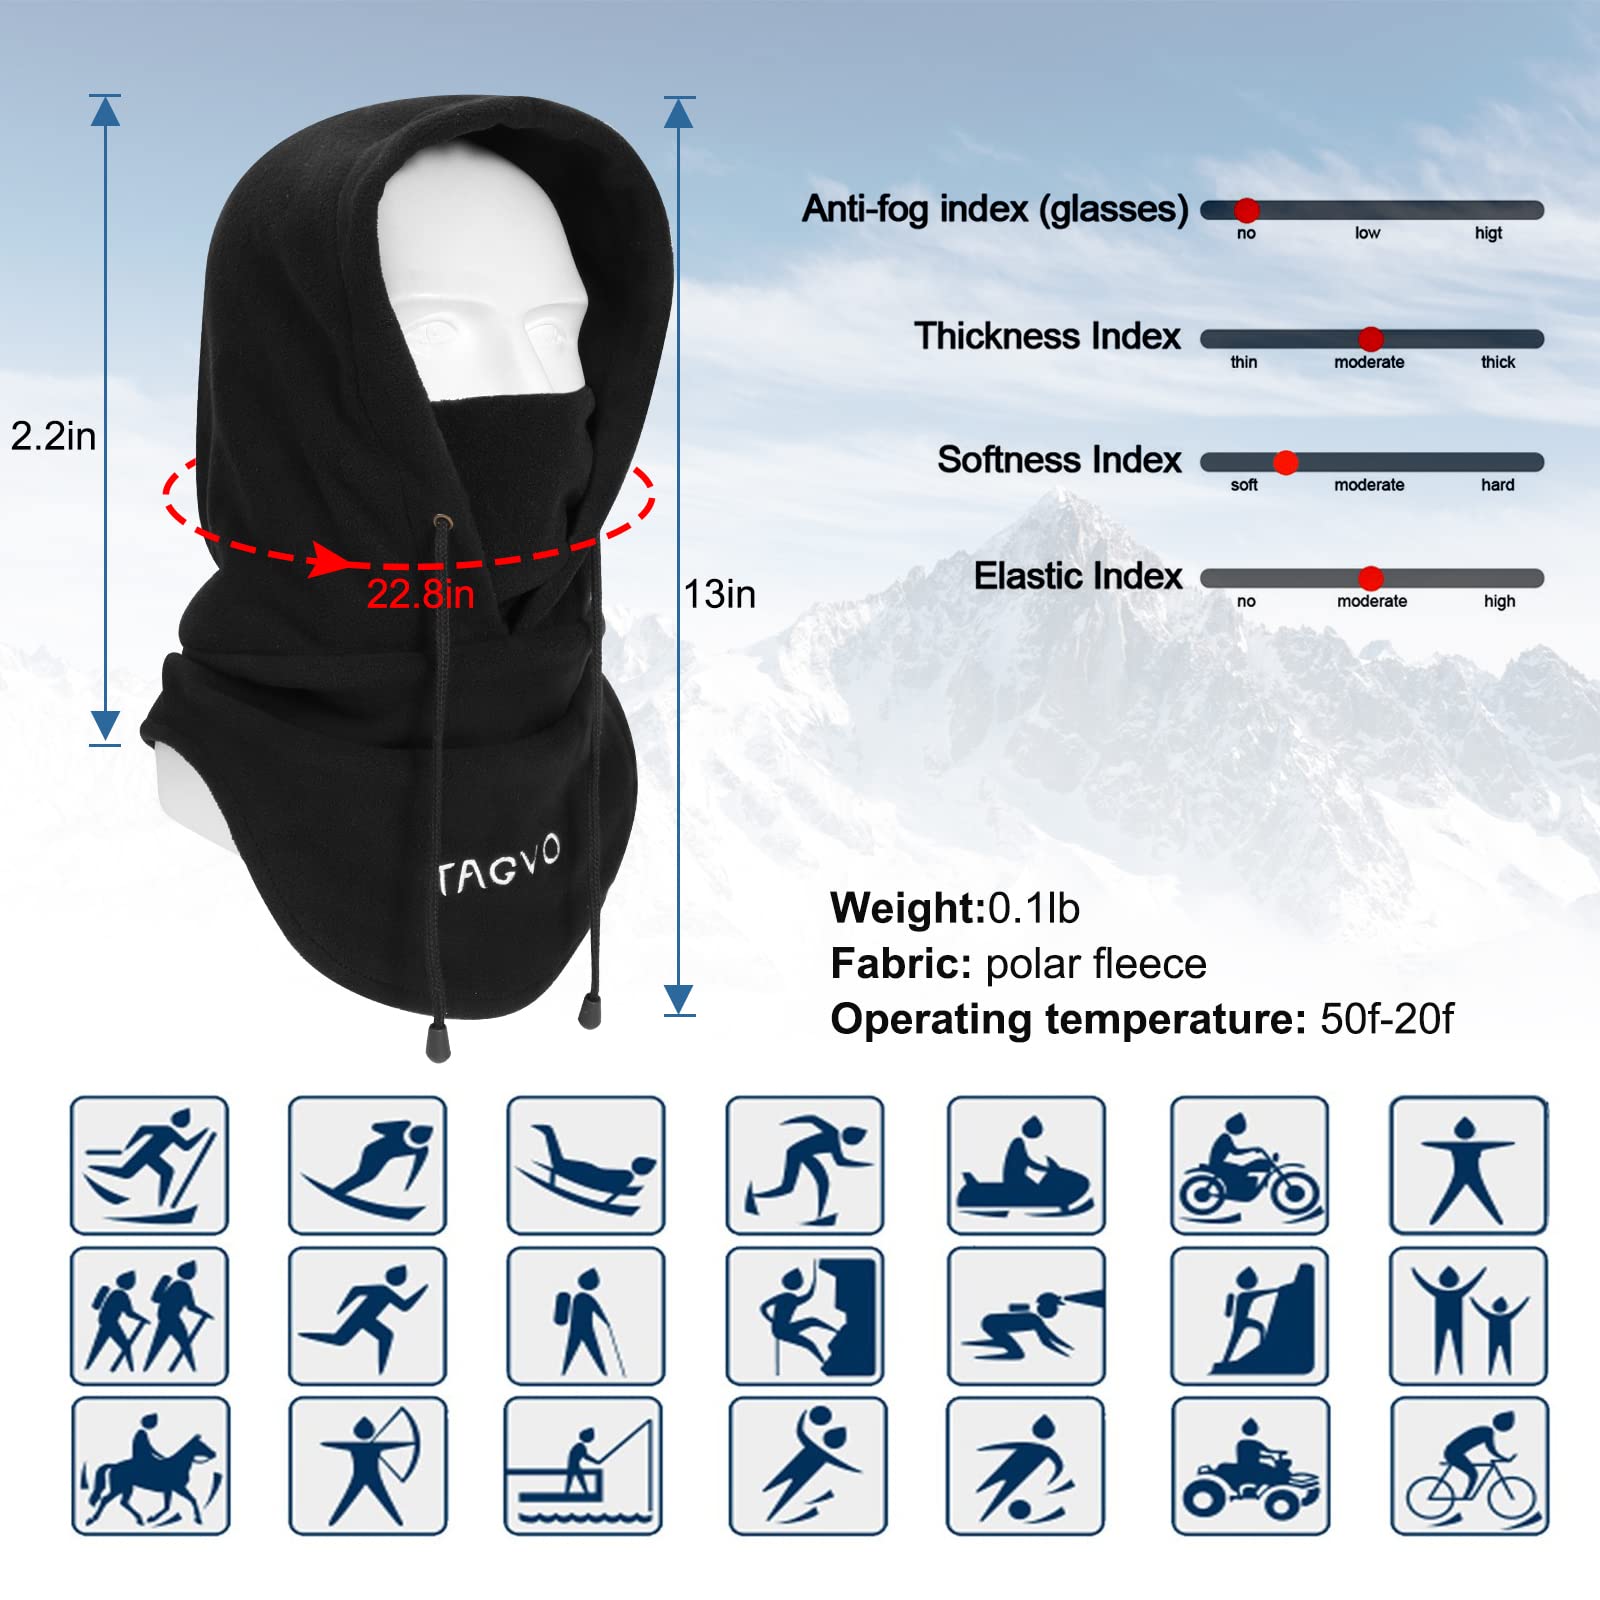 Anti-fog index (glasses)
no low higt
Thickness Index
thin moderate thick
2.2in
Softness Index
soft moderate hard
Elastic Index
no moderate high
22.8in
13in
TAGVO
Weight:0.1lb
Fabric: polar fleece
Operating temperature: 50f-20f